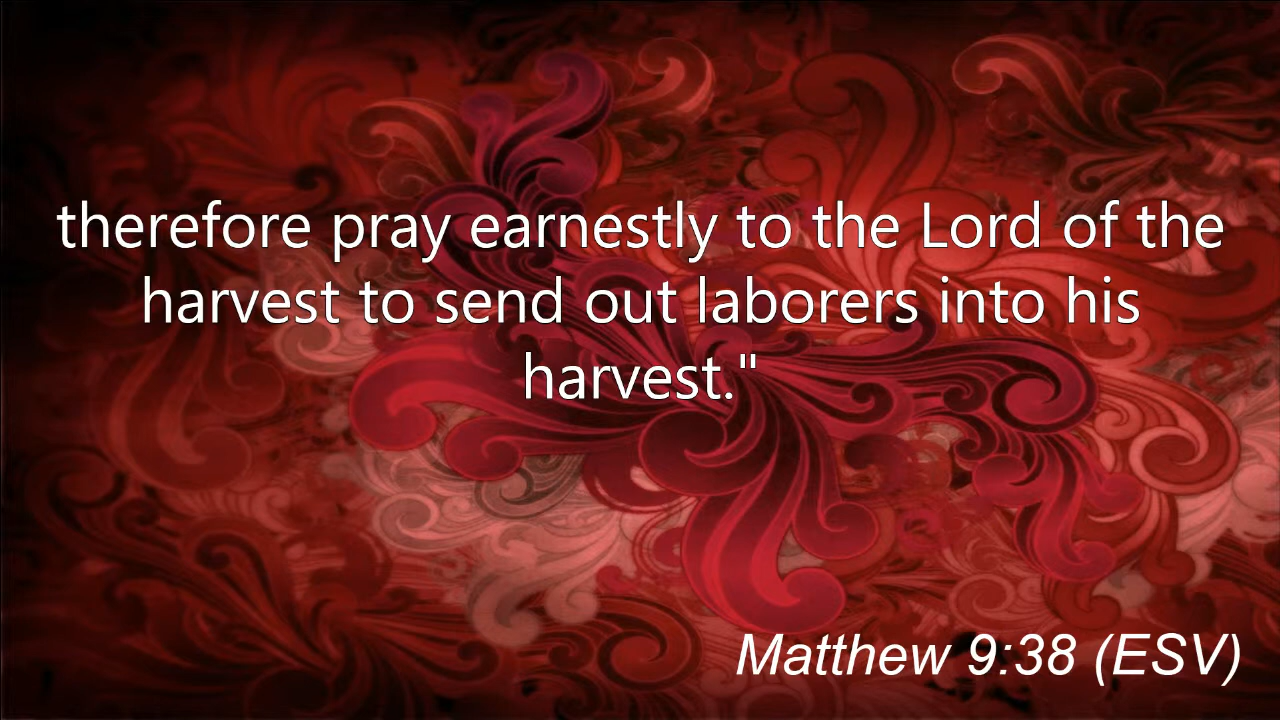 therefore pray earnestly to the Lord of the
harvest to send out laborers into his
harvest."
Matthew 9:38 (ESV)